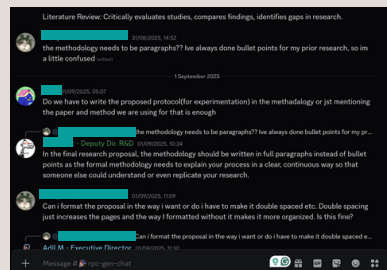 Literature Review: Critically evaluates studies, compares findings, identifies gaps in research.
31/08/2025, 14:52
the methodology needs to be paragraphs?? Ive always done bullet points for my prior research, so im
a little confused (edited)
1 September 2025
01/09/2025, 05:07
Do we have to write the proposed protocol(for experimentation) in the methadalogy or jst mentioning
the paper and method we are using for that is enough
the methodology needs to be paragraphs?? Ive always done bullet points for my pr...
- Deputy Dir. R&D 01/09/2025, 10:34
In the final research proposal, the methodology should be written in full paragraphs instead of bullet
points as the formal methodology needs to explain your process in a clear, continuous way so that
someone else could understand or even replicate your research.
01/09/2025, 11:09
Can i format the proposal in the way i want or do i have to make it double spaced etc. Double spacing
just increases the pages and the way I formatted without it makes it more organized. Is this fine?
Can i format the proposal in the way i want or do i have to make it double spaced e...
Adil M - Executive Director 01/09/2025, 11:30
Message # rpc-gen-chat